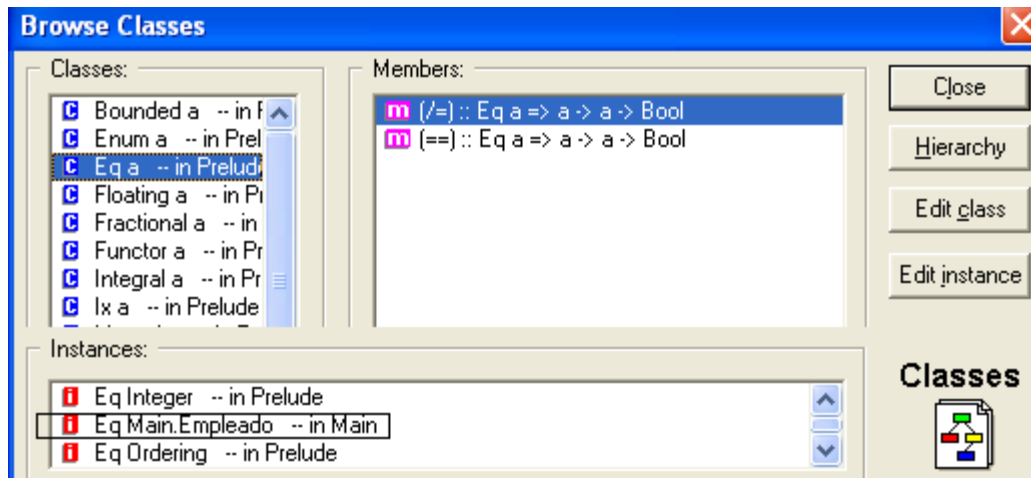 Browse Classes
Classes:
Bounded a -- in F
Enum a -- in Prel
Eq a -- in Prelud
Floating a -- in Pr
Fractional a -- in
Functor a -- in Pr
Integral a -- in Pr
Ix a -- in Prelude
Members:
(/=) :: Eq a => a -> a -> Bool
(==) :: Eq a => a -> a -> Bool
Close
Hierarchy
Edit class
Edit instance
Instances:
Eq Integer -- in Prelude
Eq Main.Empleado -- in Main
Eq Ordering -- in Prelude
Classes